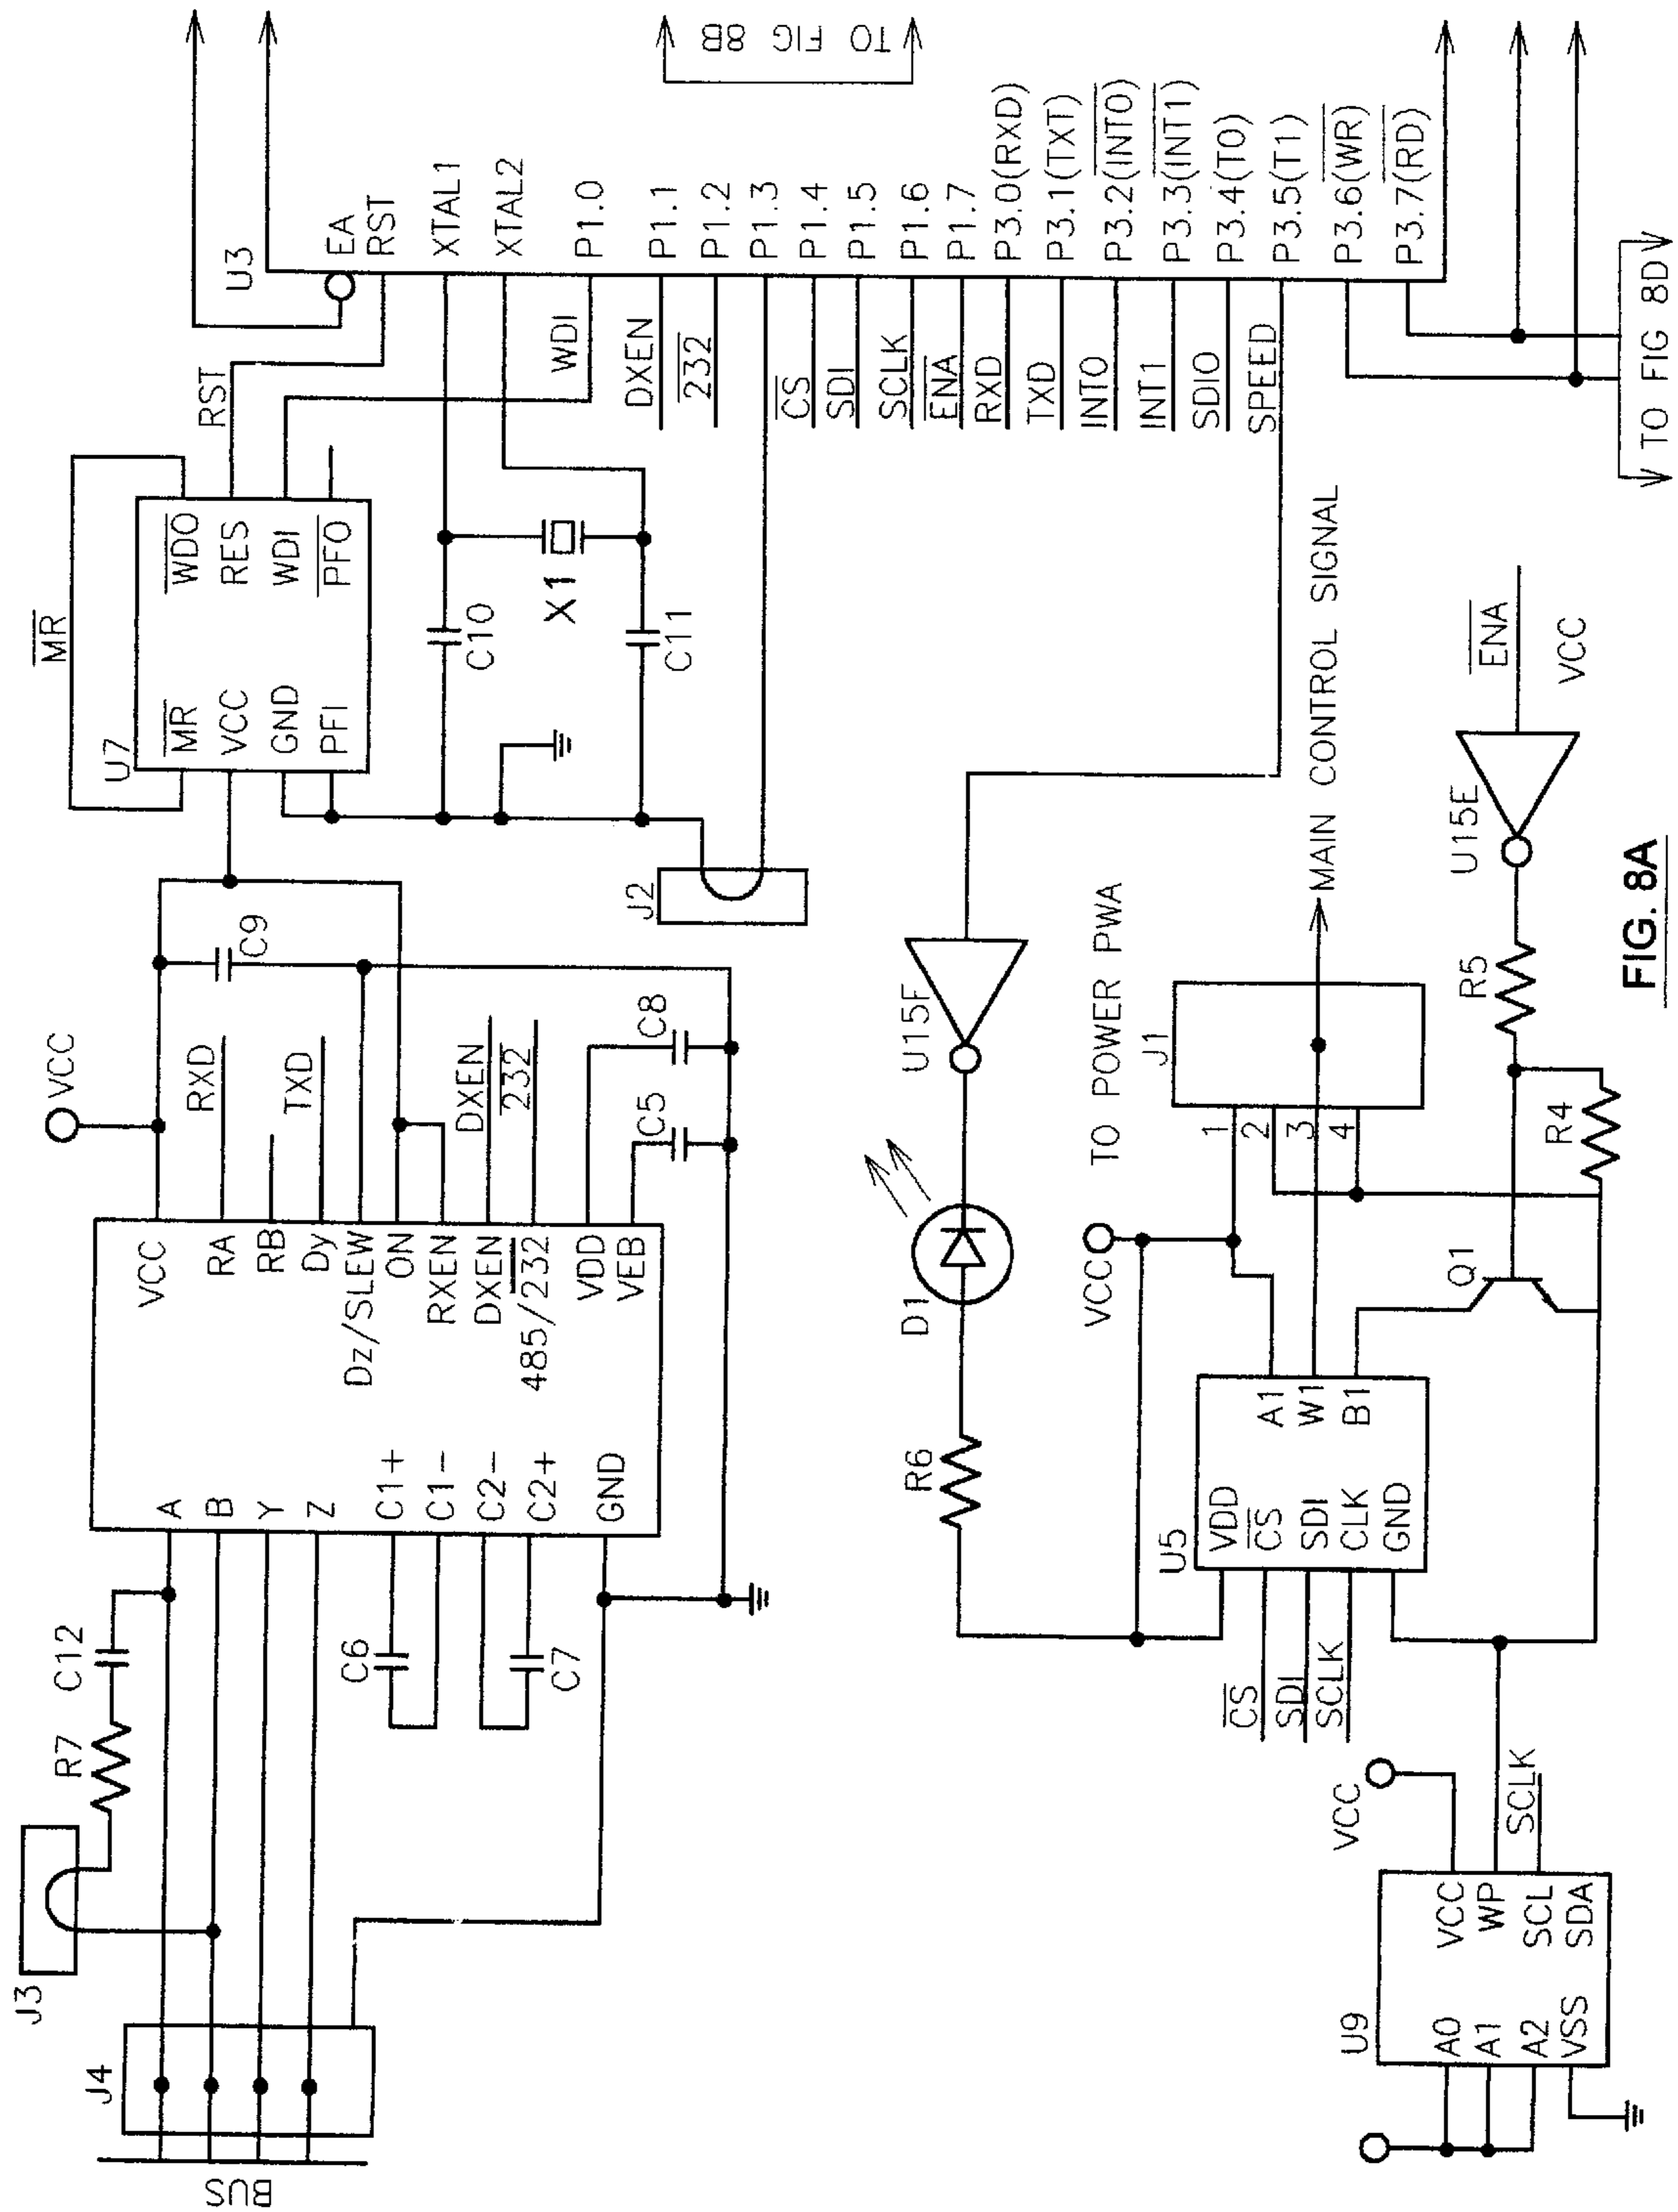 BUS
J4
J3
R7
C12
A
B
Y
Z
C1+
C1-
C2-
C2+
GND
C6
C7
VCC
RA
RB
Dy
Dz/SLEW
ON
RXEN
DXEN
485/232
VDD
VEB
VCC
RXD
TXD
DXEN
232
C5
C8
C9
MR
U7
MR
VCC
GND
PFI
WDO
RES
WDI
PFO
RST
C10
X1
C11
J2
U3
EA
RST
XTAL1
XTAL2
P1.0
P1.1
P1.2
P1.3
P1.4
P1.5
P1.6
P1.7
P3.0(RXD)
P3.1(TXT)
P3.2(INT0)
P3.3(INT1)
P3.4(T0)
P3.5(T1)
P3.6(WR)
P3.7(RD)
WDI
DXEN
232
CS
SDI
SCLK
ENA
RXD
TXD
INT0
INT1
SDIO
SPEED
TO FIG 8B
TO FIG 8D
R6
D1
U15F
TO POWER PWA
VCC
J1
1
2
3
4
MAIN CONTROL SIGNAL
U5
VDD
CS
SDI
CLK
GND
A1
W1
B1
CS
SDI
SCLK
Q1
R4
R5
U15E
ENA
VCC
U9
A0
A1
A2
VSS
VCC
WP
SCL
SDA
VCC
SCLK
FIG. 8A